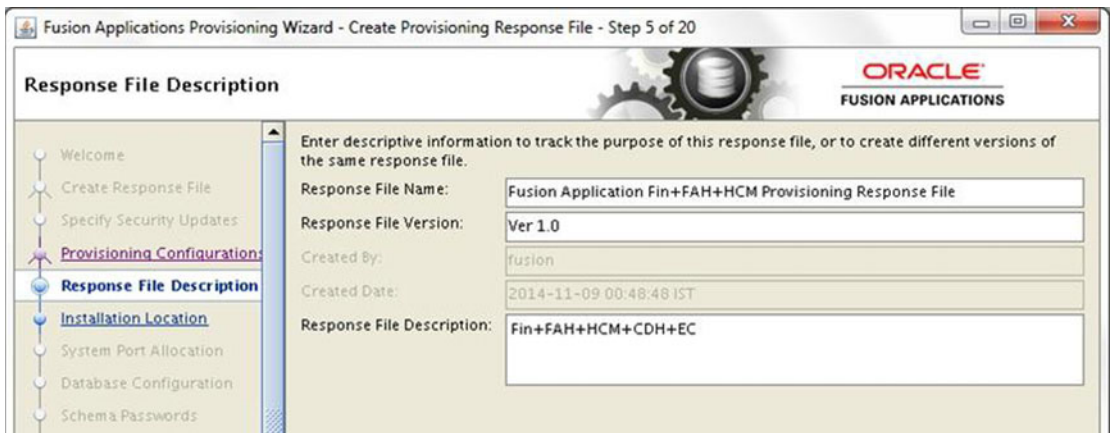 Fusion Applications Provisioning Wizard - Create Provisioning Response File - Step 5 of 20
Response File Description
ORACLE
FUSION APPLICATIONS
Welcome
Create Response File
Specify Security Updates
Provisioning Configurations
Response File Description
Installation Location
System Port Allocation
Database Configuration
Schema Passwords
Enter descriptive information to track the purpose of this response file, or to create different versions of
the same response file.
Response File Name: Fusion Application Fin+FAH+HCM Provisioning Response File
Response File Version: Ver 1.0
Created By: fusion
Created Date: 2014-11-09 00:48:48 IST
Response File Description: Fin+FAH+HCM+CDH+EC